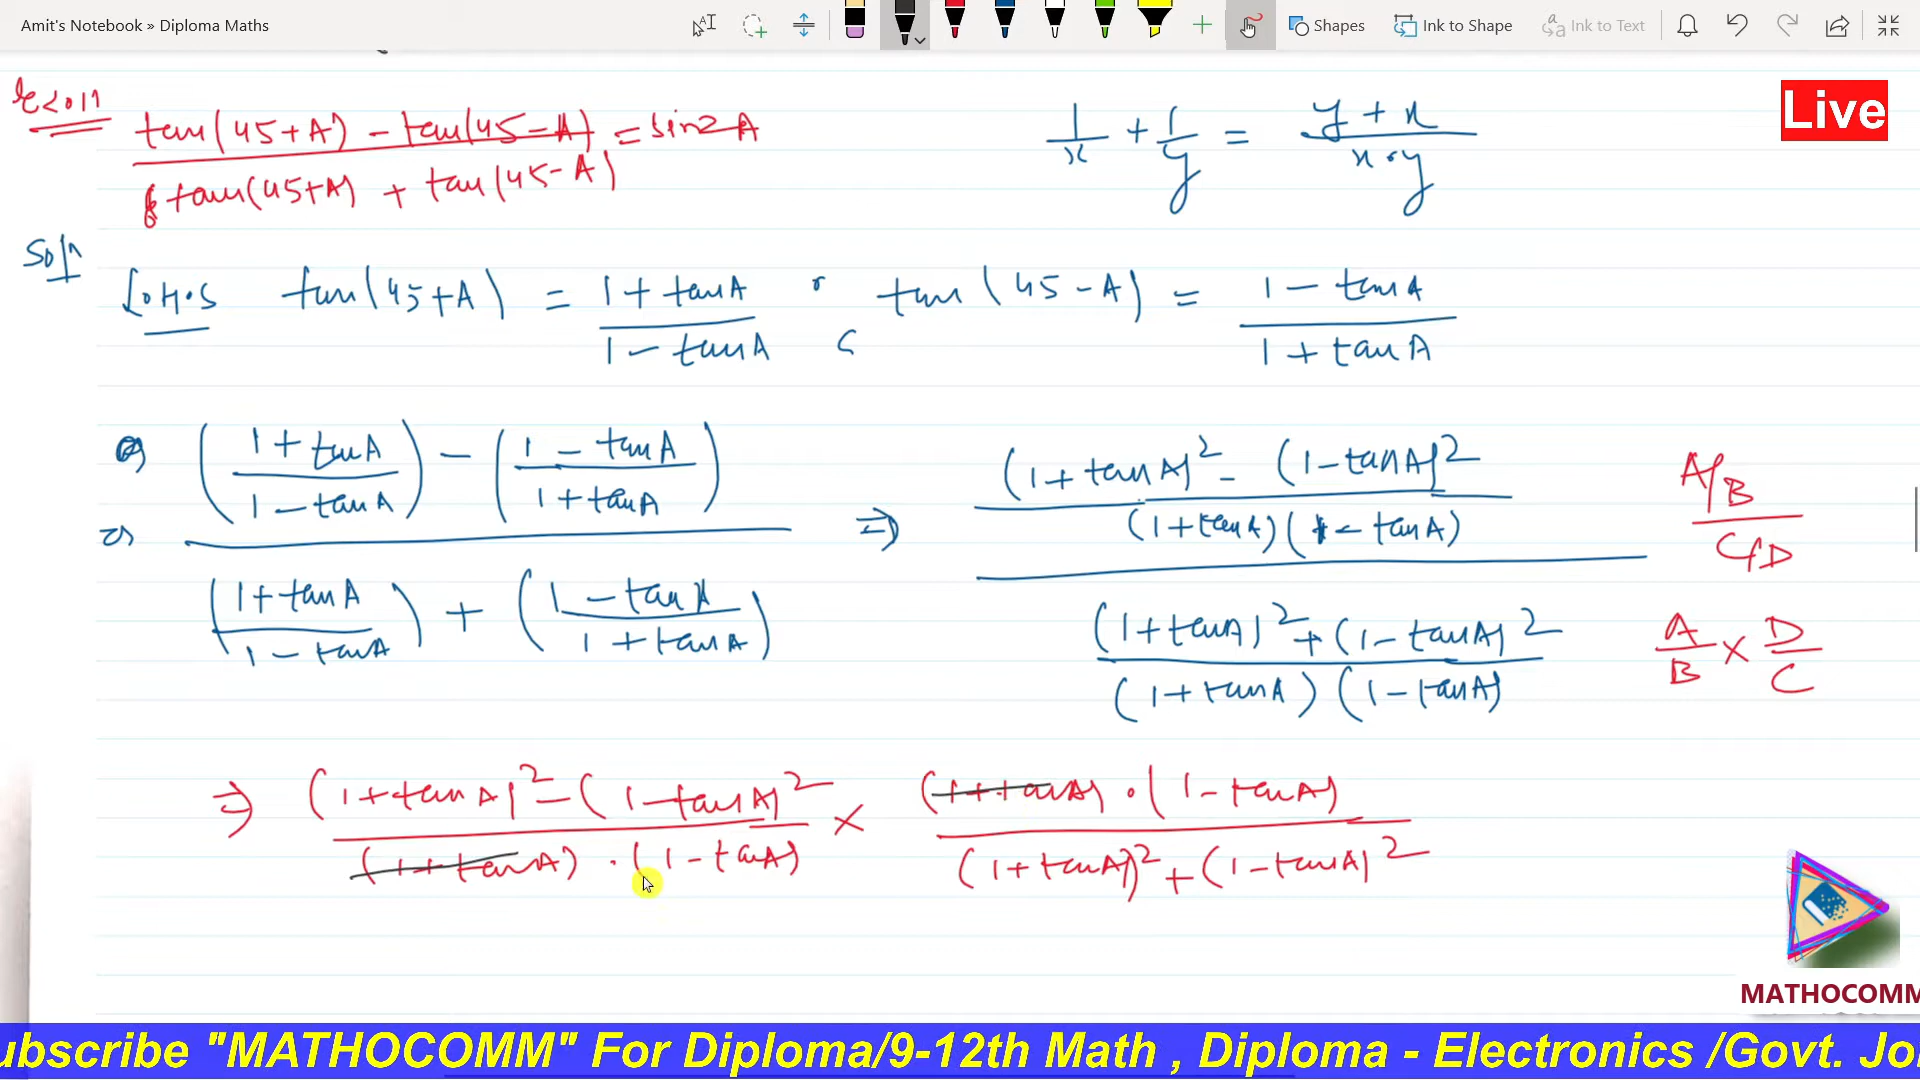 Amit's Notebook » Diploma Maths
Shapes
Ink to Shape
Ink to Text
Live
tan(45+A) - tan(45-A) = sin2A
tan(45+A) + tan(45-A)
1/x + 1/y = y + x / x.y
Soln
L.H.S tan(45+A) = 1 + tanA / 1 - tanA , tan(45-A) = 1 - tanA / 1 + tanA
⇒ (1 + tanA / 1 - tanA) - (1 - tanA / 1 + tanA)
(1 + tanA / 1 - tanA) + (1 - tanA / 1 + tanA)
⇒ (1 + tanA)² - (1 - tanA)²
(1 + tanA)(1 - tanA)
(1 + tanA)² + (1 - tanA)²
(1 + tanA)(1 - tanA)
A/B
C/D
A/B × D/C
⇒ (1 + tanA)² - (1 - tanA)² × (1 + tanA) . (1 - tanA)
(1 + tanA) . (1 - tanA) (1 + tanA)² + (1 - tanA)²
MATHOCOMM
ubscribe "MATHOCOMM" For Diploma/9-12th Math , Diploma - Electronics /Govt. Jo